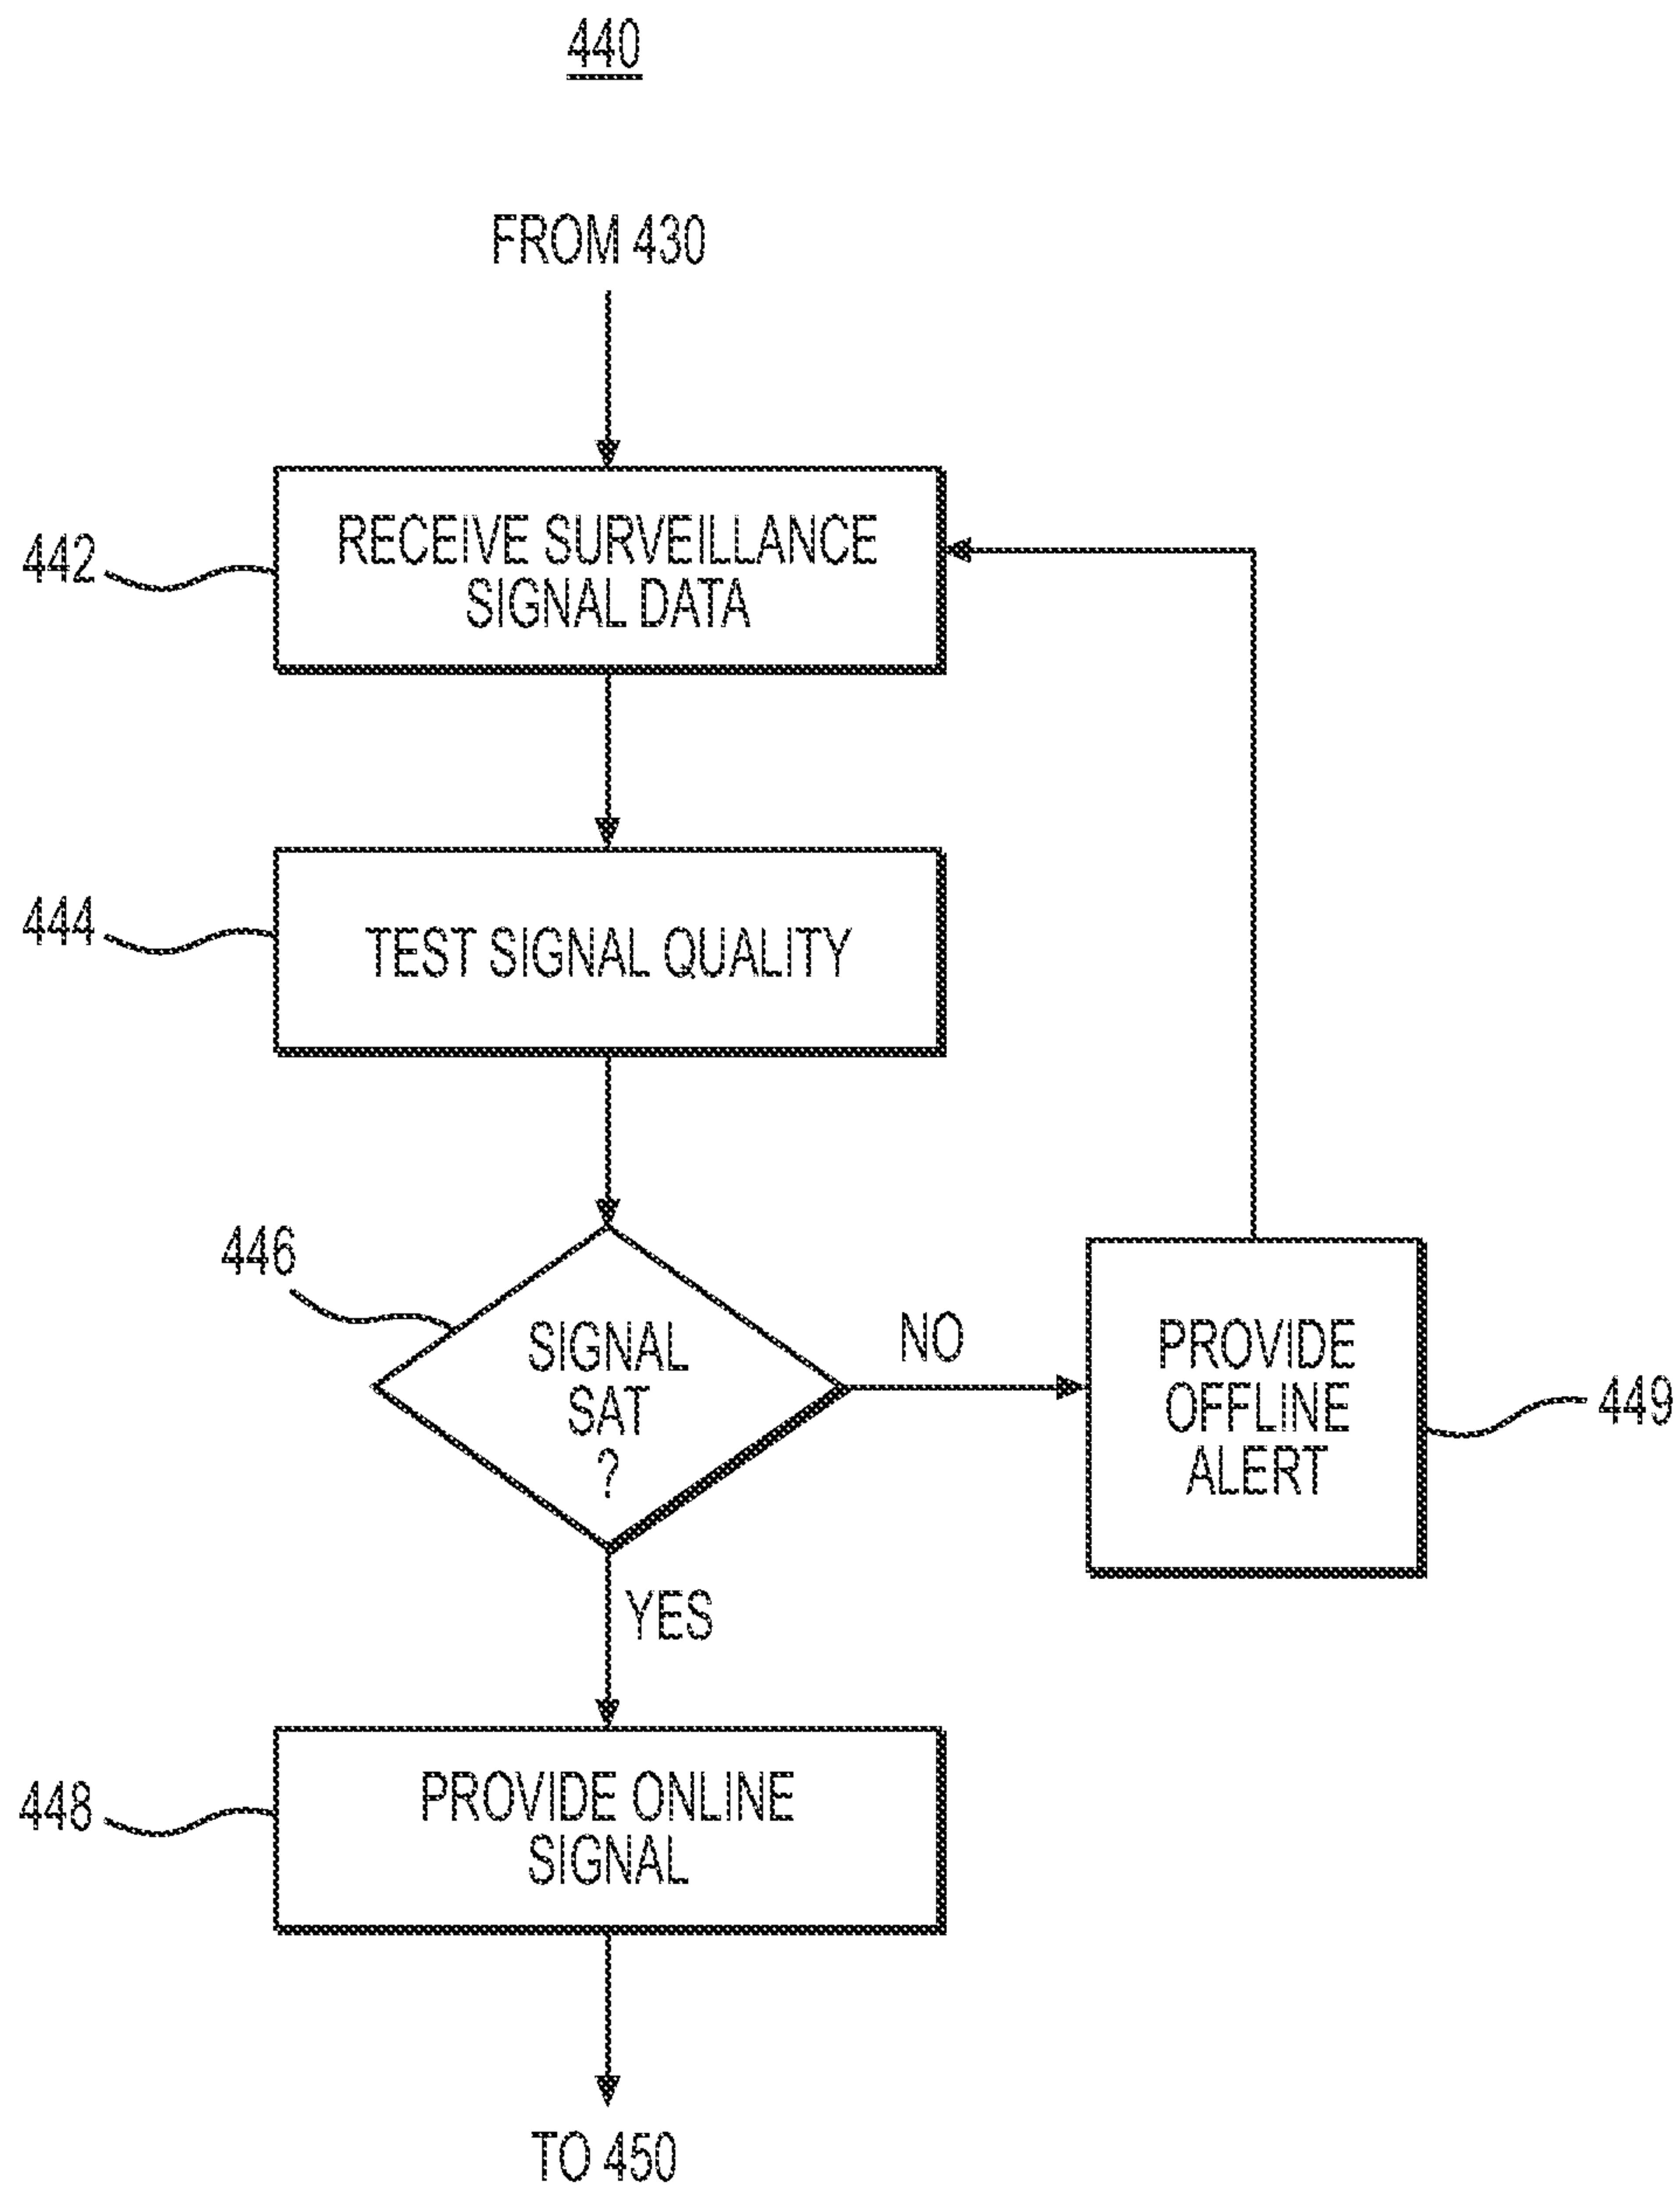 440
FROM 430
442
RECEIVE SURVEILLANCE
SIGNAL DATA
444
TEST SIGNAL QUALITY
446
SIGNAL
SAT
?
NO
PROVIDE
OFFLINE
ALERT
449
YES
448
PROVIDE ONLINE
SIGNAL
TO 450